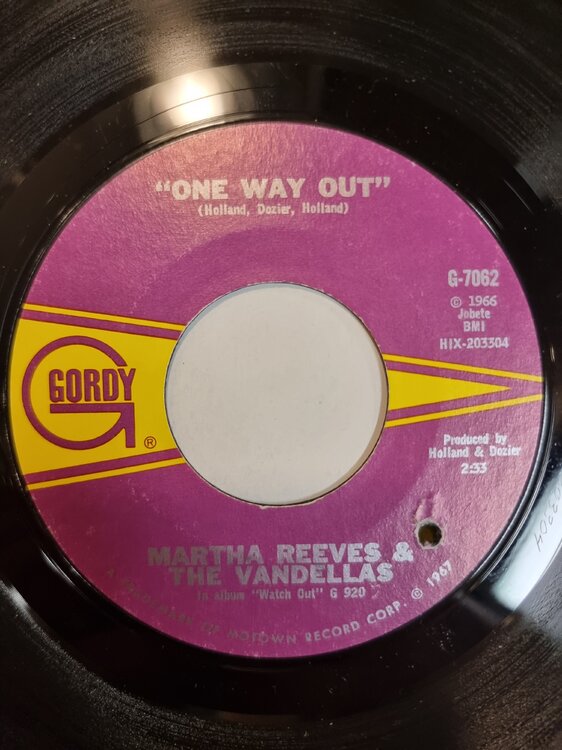 "ONE WAY OUT"
(Holland, Dozier, Holland)
G-7062
© 1966
Jobete
BMI
HIX-203304
GORDY
®
Produced by
Holland & Dozier
2:33
MARTHA REEVES &
THE VANDELLAS
In album "Watch Out" G 920
A TRADEMARK OF MOTOWN RECORD CORP. © 1967